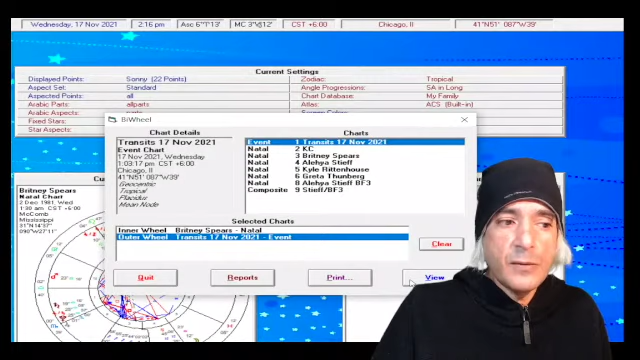 Wednesday, 17 Nov 2021 2:16 pm CST +6:00 Chicago, IL 41°N51' 087°W39'
Current Settings
Displayed Points: Sonny (22 Points)
Aspect Set: Standard
Aspected Points: all
Arabic Parts: allparts
Arabic Aspects:
Fixed Stars:
Star Aspects:
Zodiac: Tropical
Angle Progressions: SA in Long
Chart Database: My Family
Atlas: ACS (Built-in)
BiWheel
Chart Details
Transits 17 Nov 2021
Event Chart
17 Nov 2021, Wednesday
1:03:17 pm CST +6:00
Chicago, IL
41°N51' 087°W39'
Geocentric
Tropical
Placidus
Mean Node
Charts
Event 1 Transits 17 Nov 2021
Natal 2 KC
Natal 3 Britney Spears
Natal 4 Alehya Stieff
Natal 5 Kyle Rittenhouse
Natal 6 Greta Thunberg
Natal 8 Alehya Stieff BF3
Composite 9 Stieff/BF3
Selected Charts
Inner Wheel Britney Spears - Natal
Outer Wheel Transits 17 Nov 2021 - Event
Clear
Quit
Reports
Print...
View
Britney Spears
Natal Chart
2 Dec 1981, Wed
1:30 am CST +6:00
McComb
Mississippi
31°N14'37"
090°W27'11"